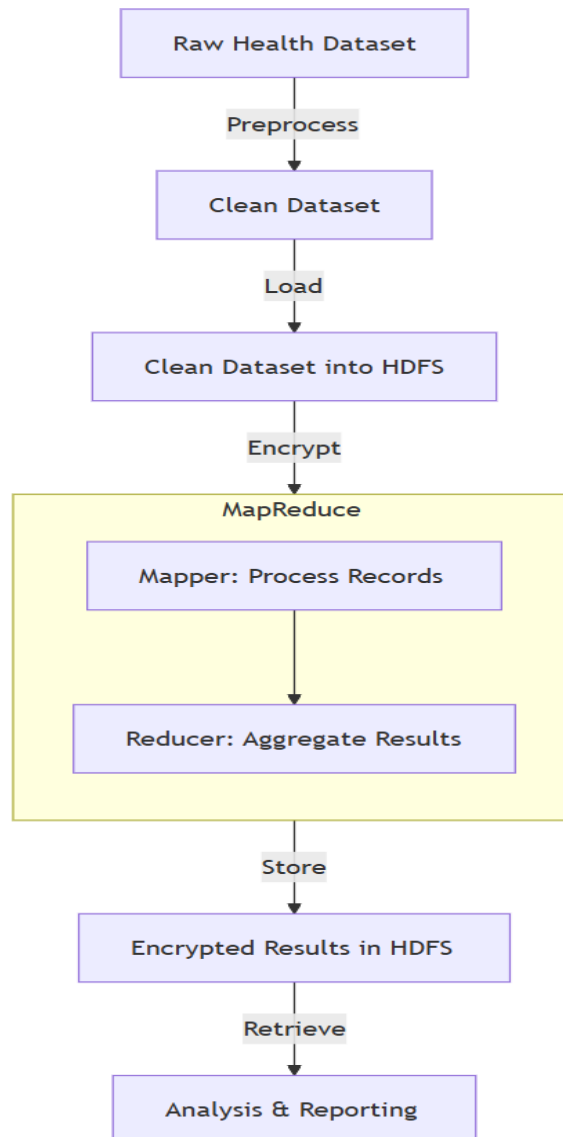 Raw Health Dataset
Preprocess
Clean Dataset
Load
Clean Dataset into HDFS
Encrypt
MapReduce
Mapper: Process Records
Reducer: Aggregate Results
Store
Encrypted Results in HDFS
Retrieve
Analysis & Reporting